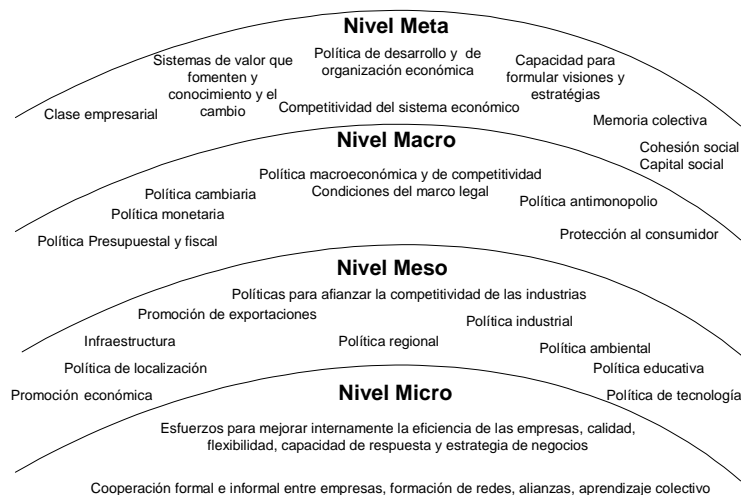 Nivel Meta
Sistemas de valor que
fomenten y
conocimiento y el
cambio
Política de desarrollo y de
organización económica
Capacidad para
formular visiones y
estratégias
Clase empresarial
Competitividad del sistema económico
Memoria colectiva
Cohesión social
Capital social
Nivel Macro
Política macroeconómica y de competitividad
Condiciones del marco legal
Política cambiaria
Política monetaria
Política Presupuestal y fiscal
Política antimonopolio
Protección al consumidor
Nivel Meso
Políticas para afianzar la competitividad de las industrias
Promoción de exportaciones
Política industrial
Infraestructura
Política regional
Política ambiental
Política de localización
Política educativa
Promoción económica
Política de tecnología
Nivel Micro
Esfuerzos para mejorar internamente la eficiencia de las empresas, calidad,
flexibilidad, capacidad de respuesta y estrategia de negocios
Cooperación formal e informal entre empresas, formación de redes, alianzas, aprendizaje colectivo